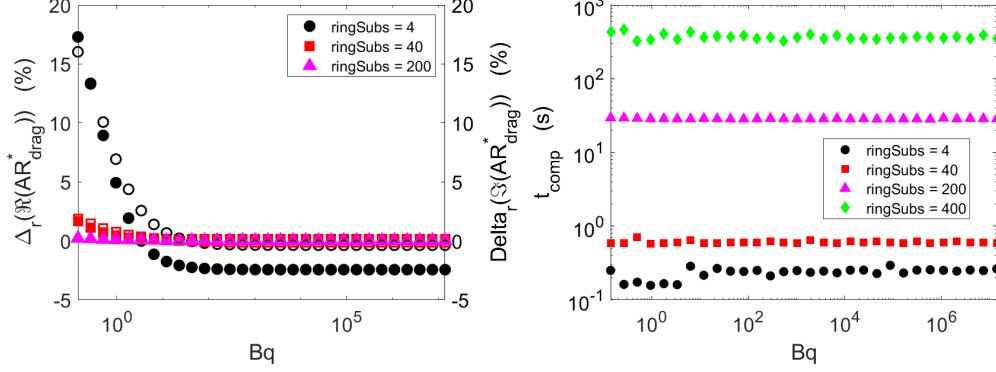 20
15
10
5
0
-5
Δr(ℜ(AR*drag)) (%)
10^0
10^5
Bq
ringSubs = 4
ringSubs = 40
ringSubs = 200
20
15
10
5
0
-5
Deltar(ℑ(AR*drag)) (%)
10^3
10^2
10^1
10^0
10^-1
tcomp (s)
ringSubs = 4
ringSubs = 40
ringSubs = 200
ringSubs = 400
10^0
10^2
10^4
10^6
Bq